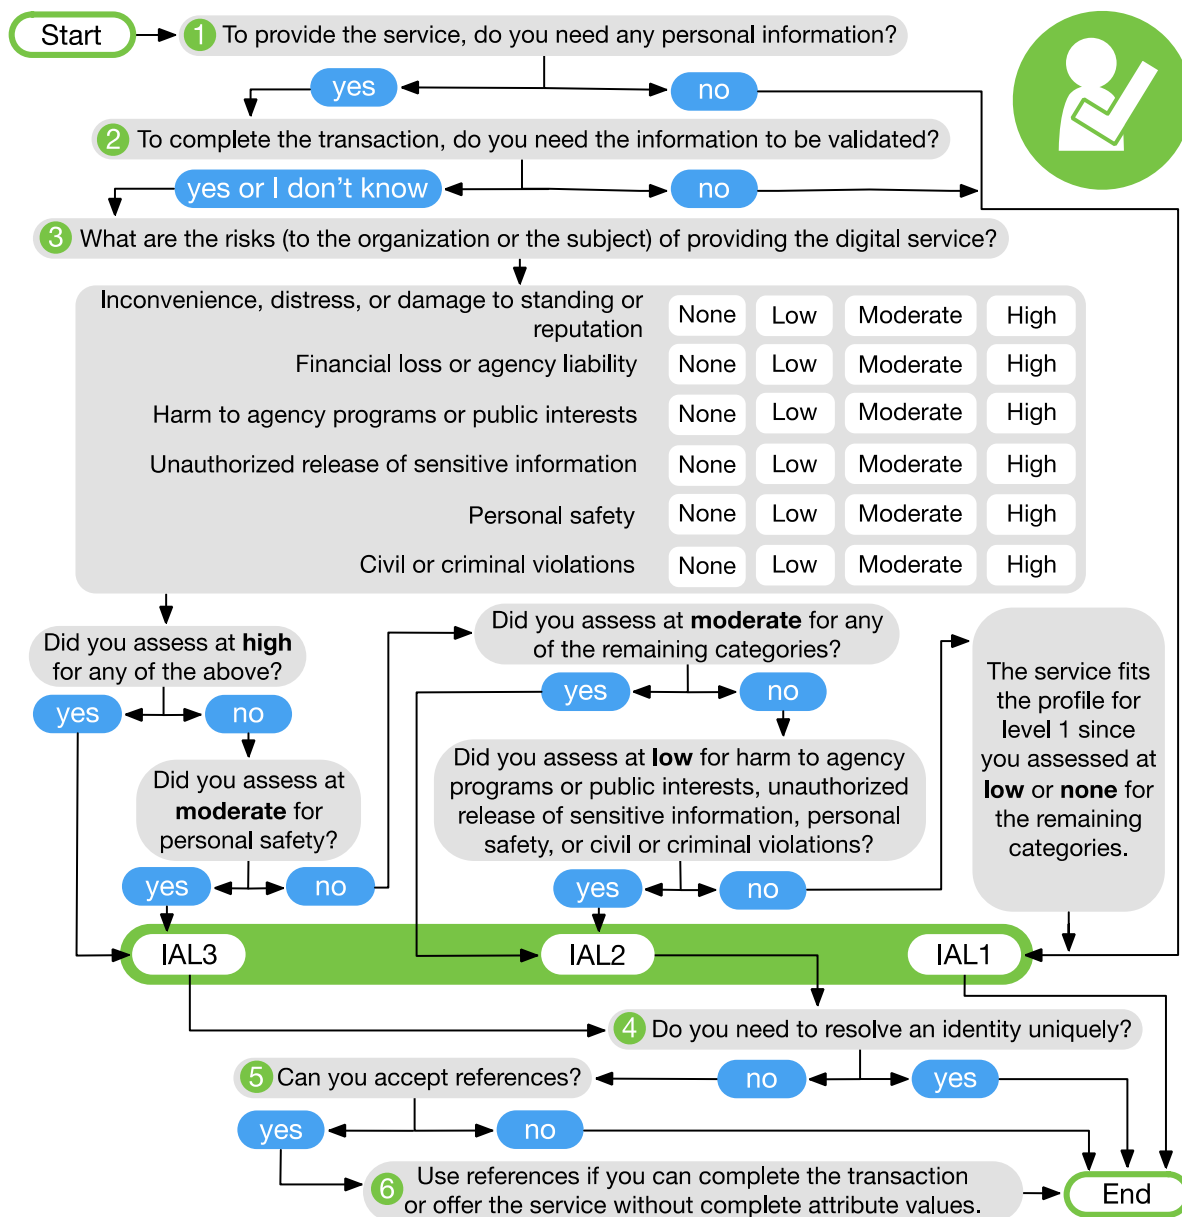 Start
1 To provide the service, do you need any personal information?
yes
no
2 To complete the transaction, do you need the information to be validated?
yes or I don't know
no
3 What are the risks (to the organization or the subject) of providing the digital service?
Inconvenience, distress, or damage to standing or
reputation
None Low Moderate High
Financial loss or agency liability None Low Moderate High
Harm to agency programs or public interests None Low Moderate High
Unauthorized release of sensitive information None Low Moderate High
Personal safety None Low Moderate High
Civil or criminal violations None Low Moderate High
Did you assess at high
for any of the above?
yes
no
Did you assess at
moderate for
personal safety?
yes
no
Did you assess at moderate for any
of the remaining categories?
yes
no
Did you assess at low for harm to agency
programs or public interests, unauthorized
release of sensitive information, personal
safety, or civil or criminal violations?
yes
no
The service fits
the profile for
level 1 since
you assessed at
low or none for
the remaining
categories.
IAL3
IAL2
IAL1
4 Do you need to resolve an identity uniquely?
no
yes
5 Can you accept references?
yes
no
6 Use references if you can complete the transaction
or offer the service without complete attribute values.
End